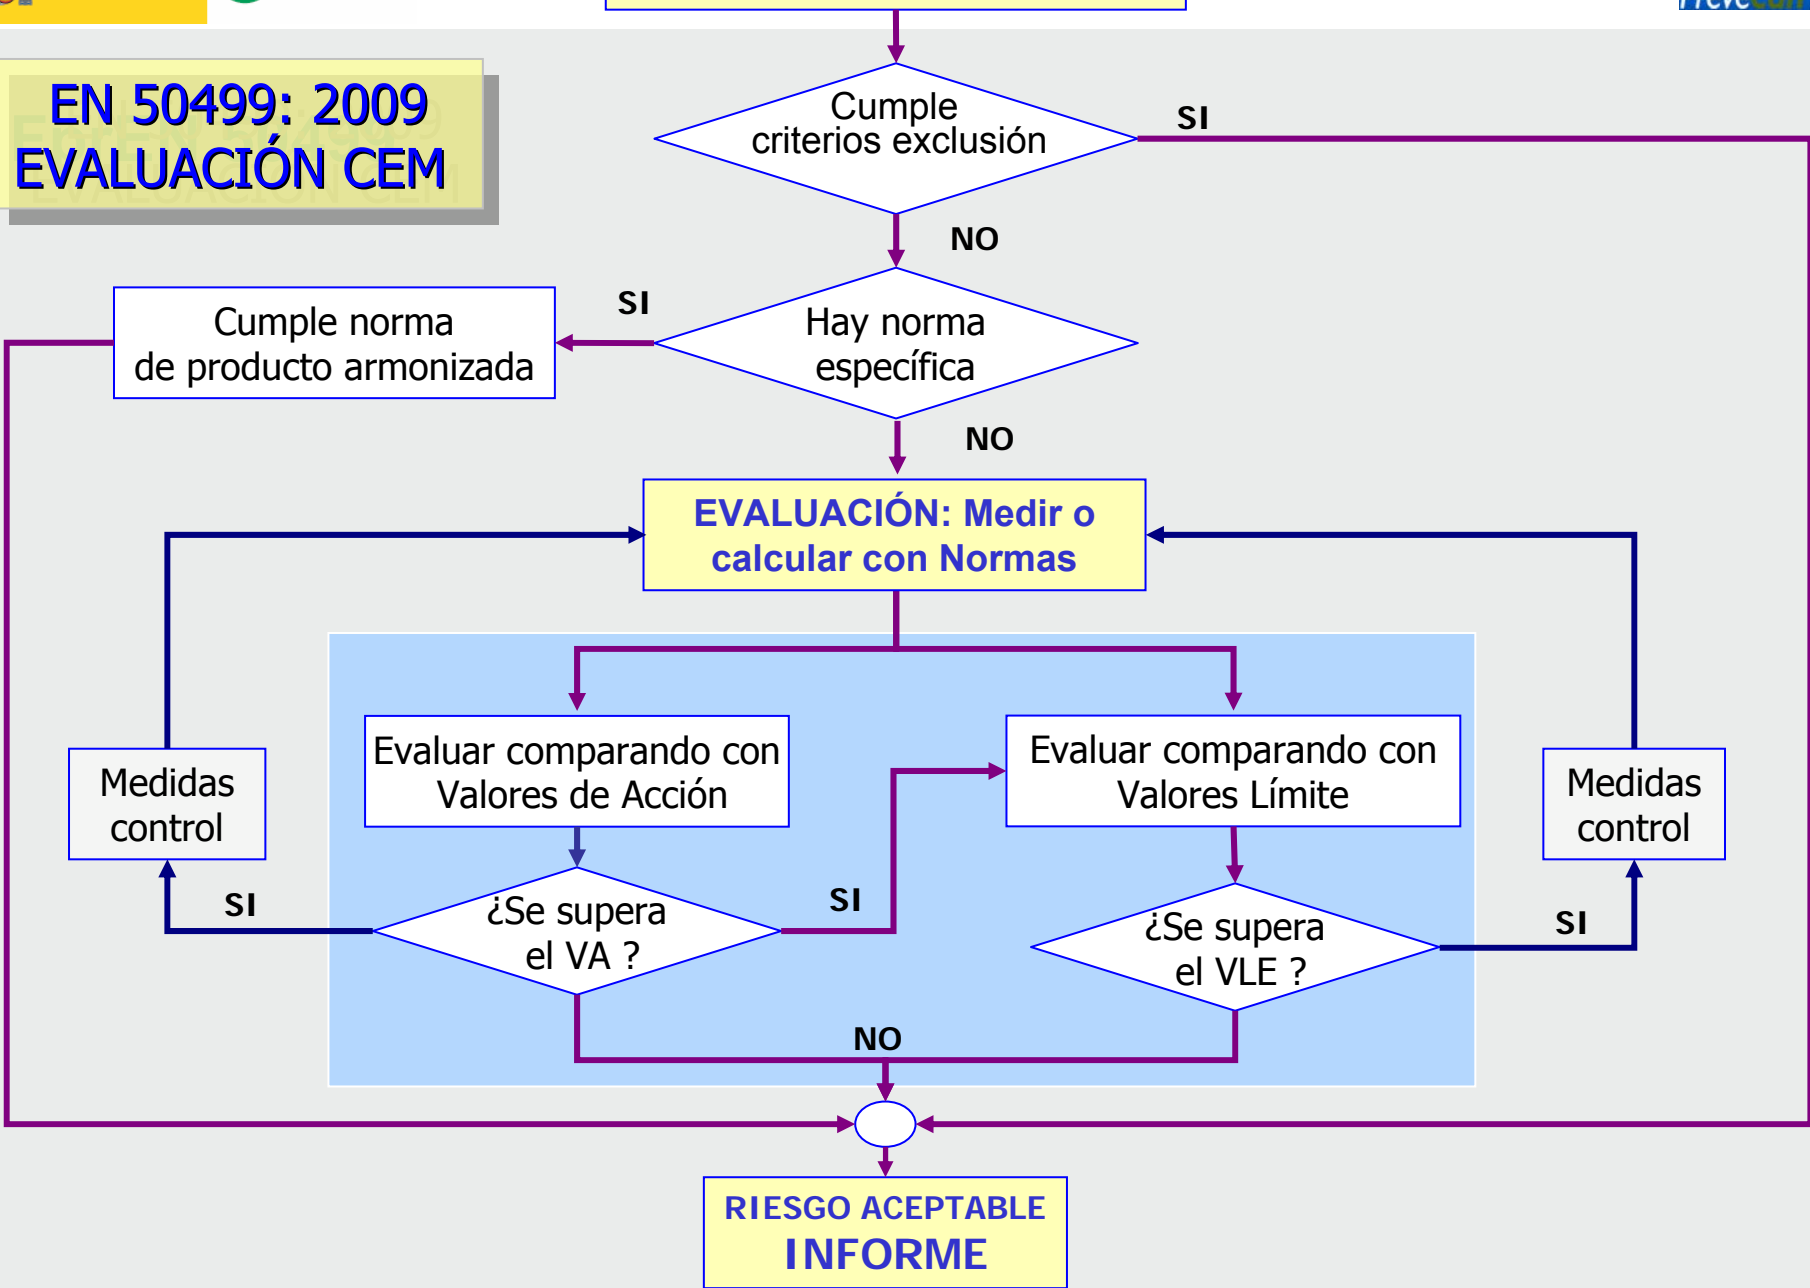 EN 50499: 2009
EVALUACIÓN CEM
Cumple
criterios exclusión
SI
NO
Hay norma
específica
SI
Cumple norma
de producto armonizada
NO
EVALUACIÓN: Medir o
calcular con Normas
Evaluar comparando con
Valores de Acción
Evaluar comparando con
Valores Límite
Medidas
control
Medidas
control
SI
¿Se supera
el VA ?
SI
¿Se supera
el VLE ?
SI
NO
RIESGO ACEPTABLE
INFORME